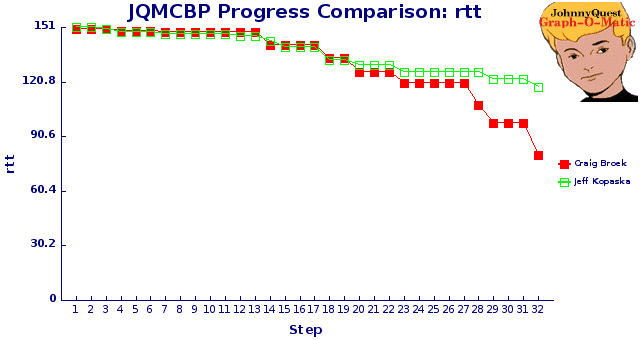 JQMCBP Progress Comparison: rtt
JohnnyQuest
Graph-O-Matic
151
120.8
90.6
60.4
30.2
0
rtt
Craig Broek
Jeff Kopaska
1 2 3 4 5 6 7 8 9 10 11 12 13 14 15 16 17 18 19 20 21 22 23 24 25 26 27 28 29 30 31 32
Step